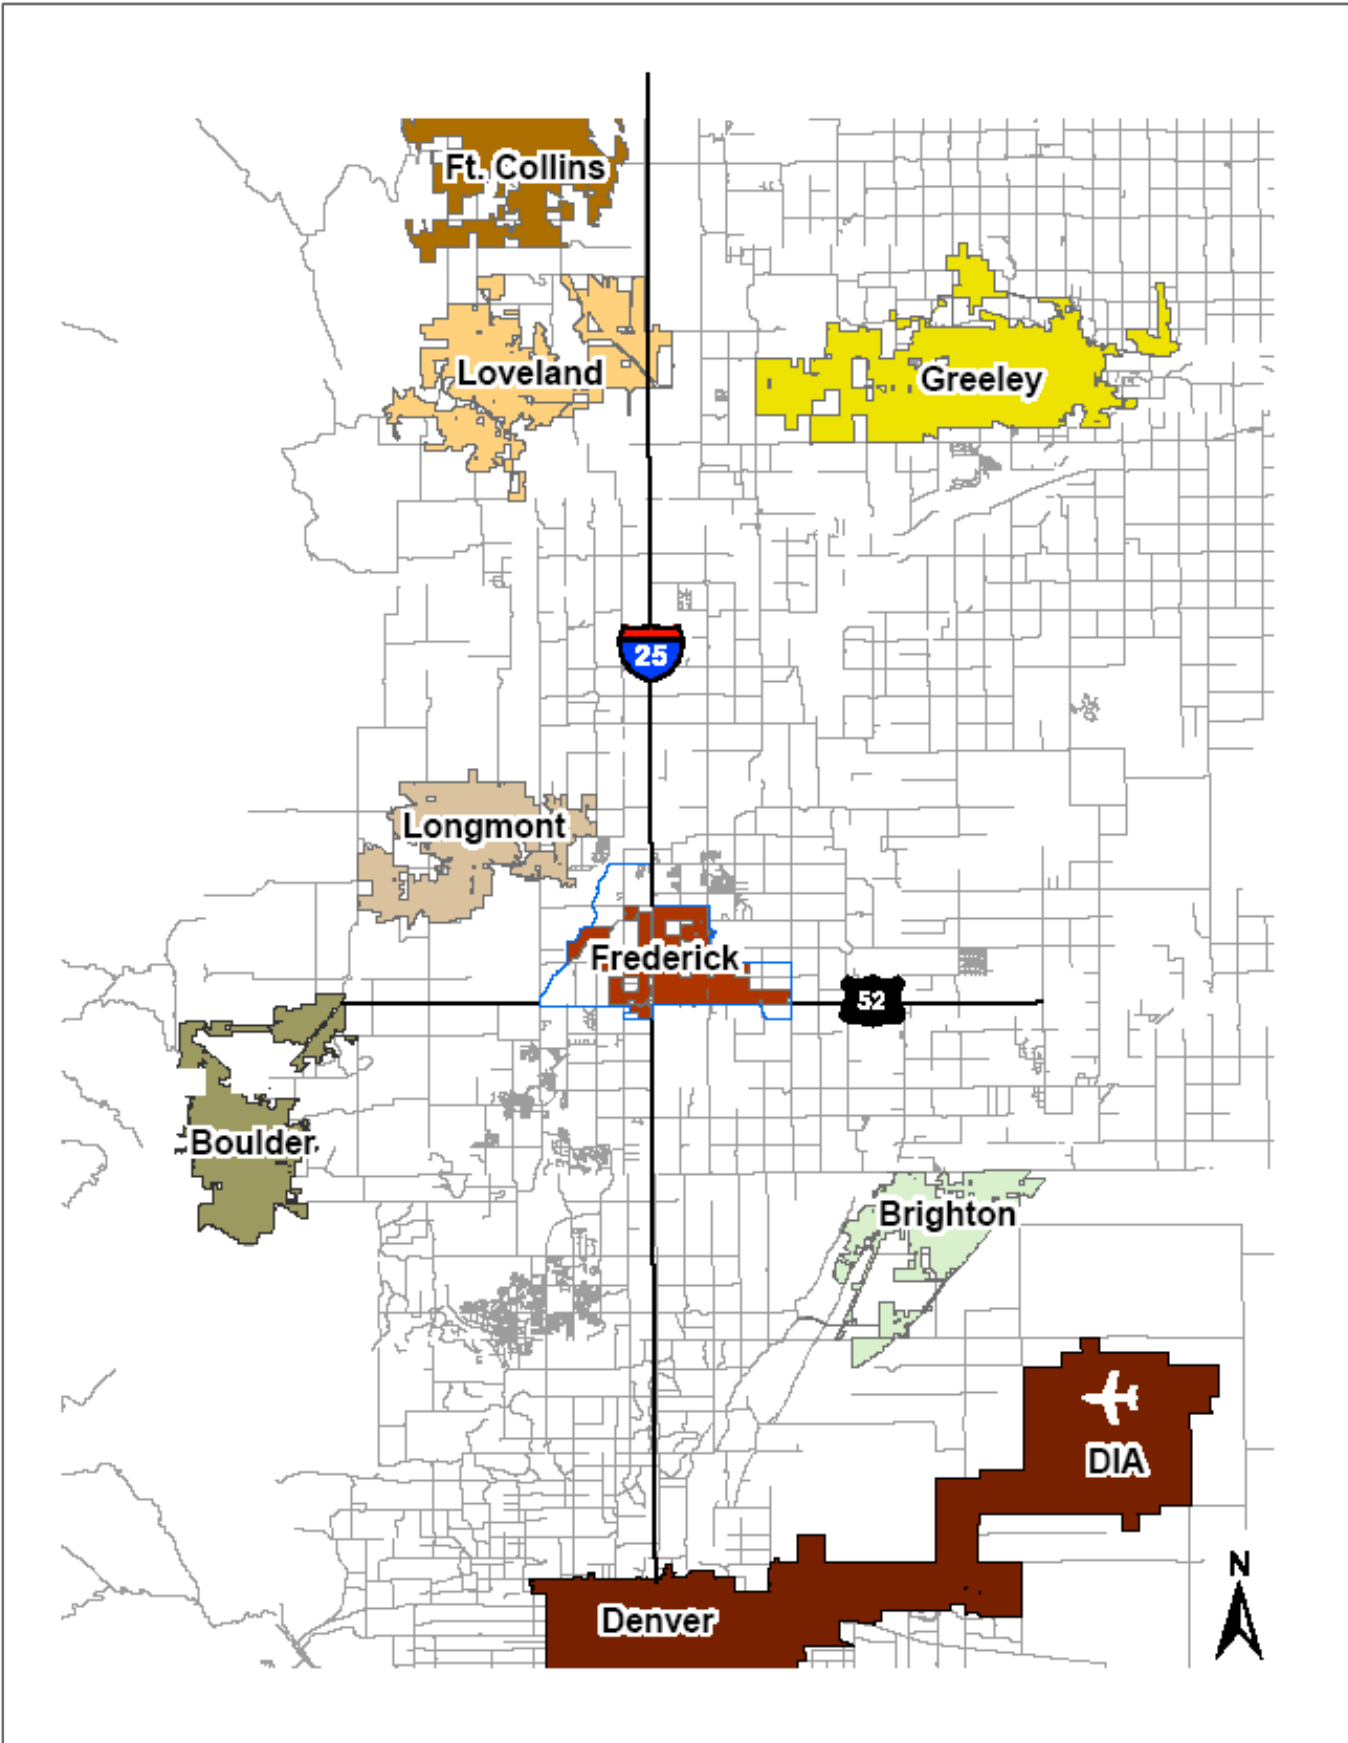 Ft. Collins
Loveland
Greeley
25
Longmont
Frederick
52
Boulder
Brighton
DIA
N
Denver